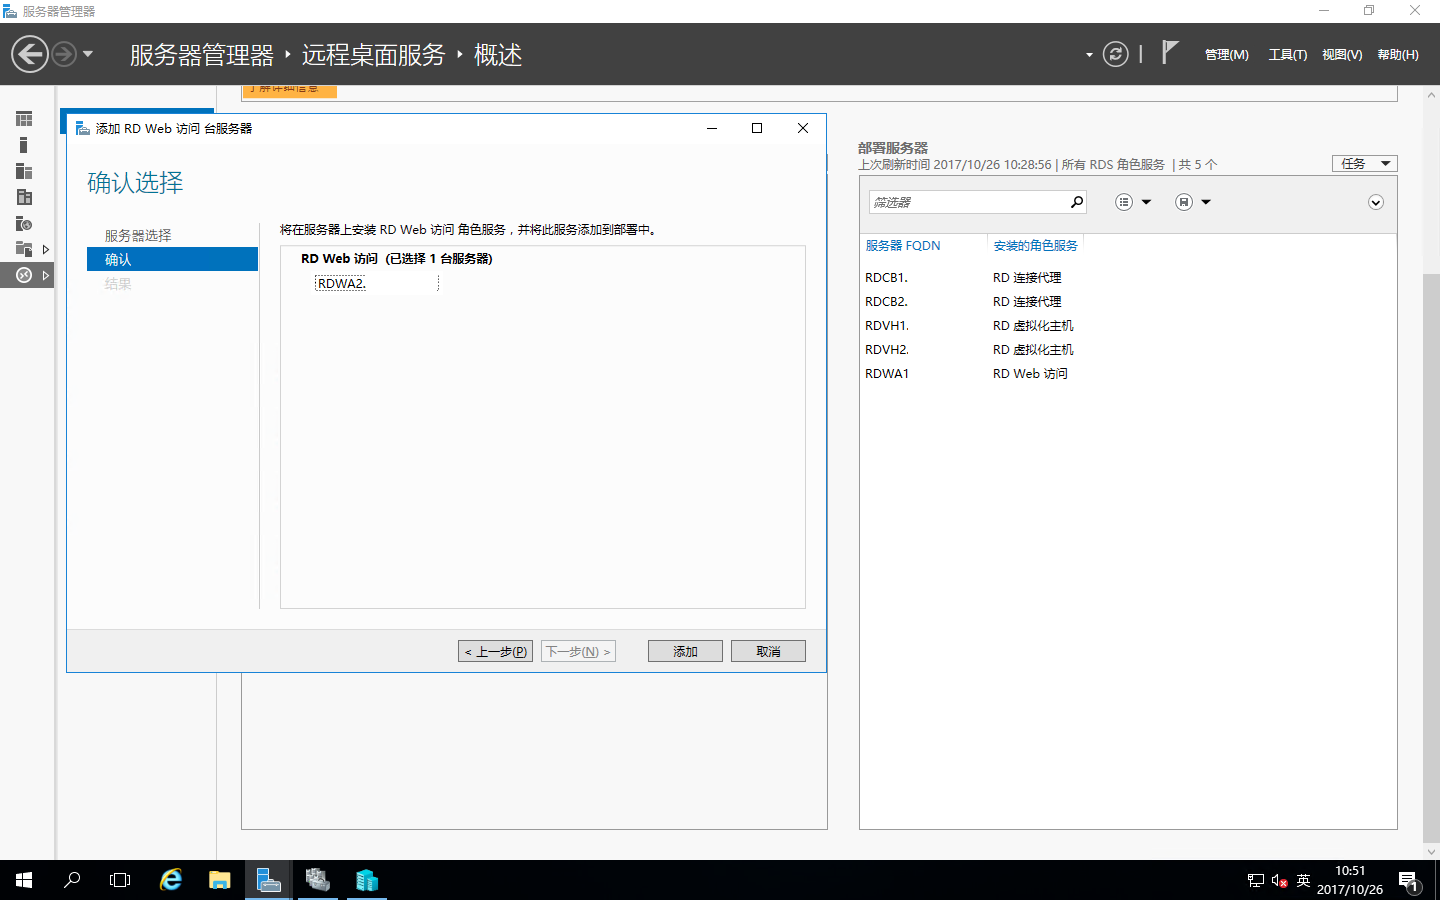 服务器管理器
服务器管理器 · 远程桌面服务 · 概述
管理(M) 工具(T) 视图(V) 帮助(H)
了解详细信息
添加 RD Web 访问 台服务器
确认选择
服务器选择
确认
结果
将在服务器上安装 RD Web 访问 角色服务，并将此服务添加到部署中。
RD Web 访问 (已选择 1 台服务器)
RDWA2.
< 上一步(P) 下一步(N) > 添加 取消
部署服务器
上次刷新时间 2017/10/26 10:28:56 | 所有 RDS 角色服务 | 共 5 个
任务
筛选器
服务器 FQDN 安装的角色服务
RDCB1. RD 连接代理
RDCB2. RD 连接代理
RDVH1. RD 虚拟化主机
RDVH2. RD 虚拟化主机
RDWA1 RD Web 访问
英
10:51
2017/10/26
1